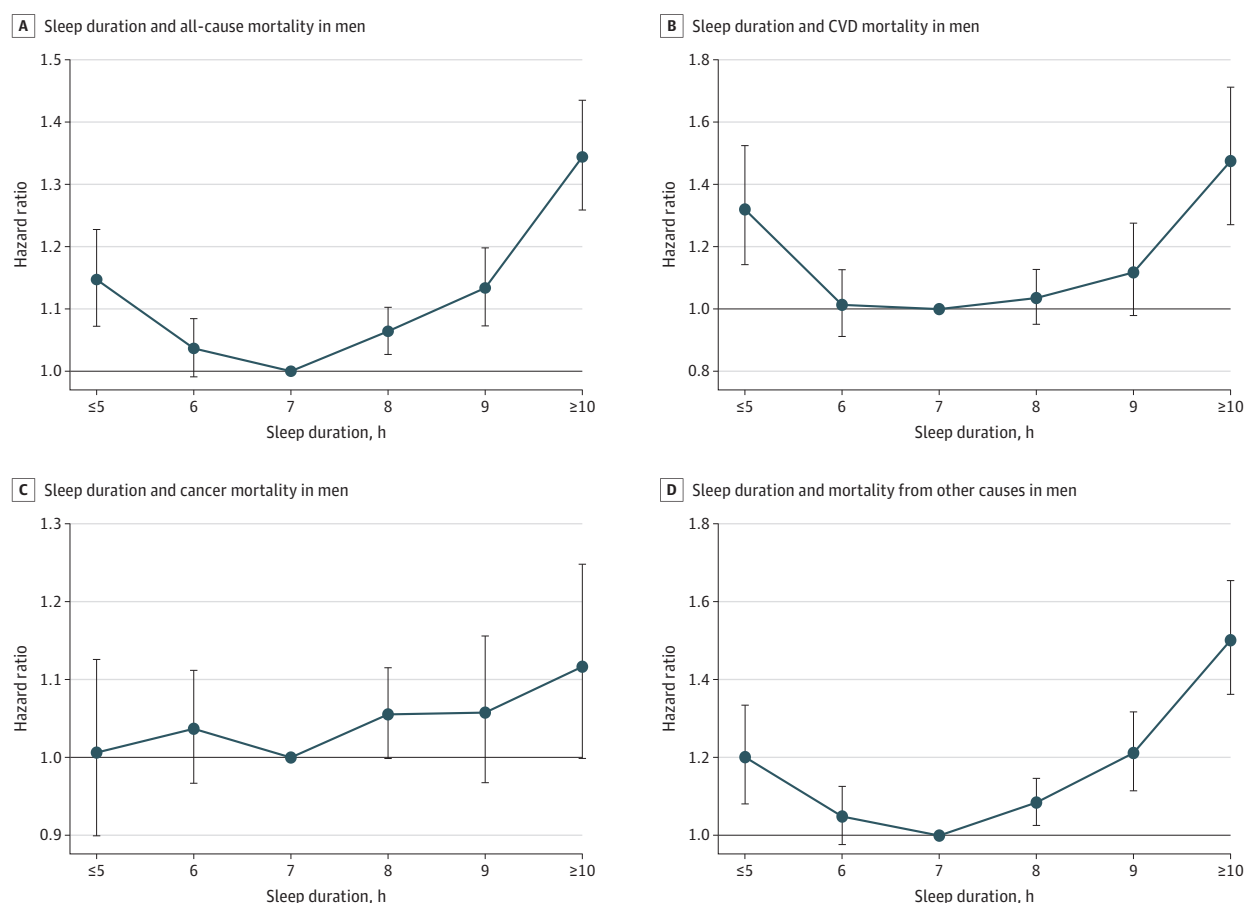 A Sleep duration and all-cause mortality in men
1.5
1.4
1.3
1.2
1.1
1.0
Hazard ratio
≤5 6 7 8 9 ≥10
Sleep duration, h
B Sleep duration and CVD mortality in men
1.8
1.6
1.4
1.2
1.0
0.8
Hazard ratio
≤5 6 7 8 9 ≥10
Sleep duration, h
C Sleep duration and cancer mortality in men
1.3
1.2
1.1
1.0
0.9
Hazard ratio
≤5 6 7 8 9 ≥10
Sleep duration, h
D Sleep duration and mortality from other causes in men
1.8
1.6
1.4
1.2
1.0
Hazard ratio
≤5 6 7 8 9 ≥10
Sleep duration, h